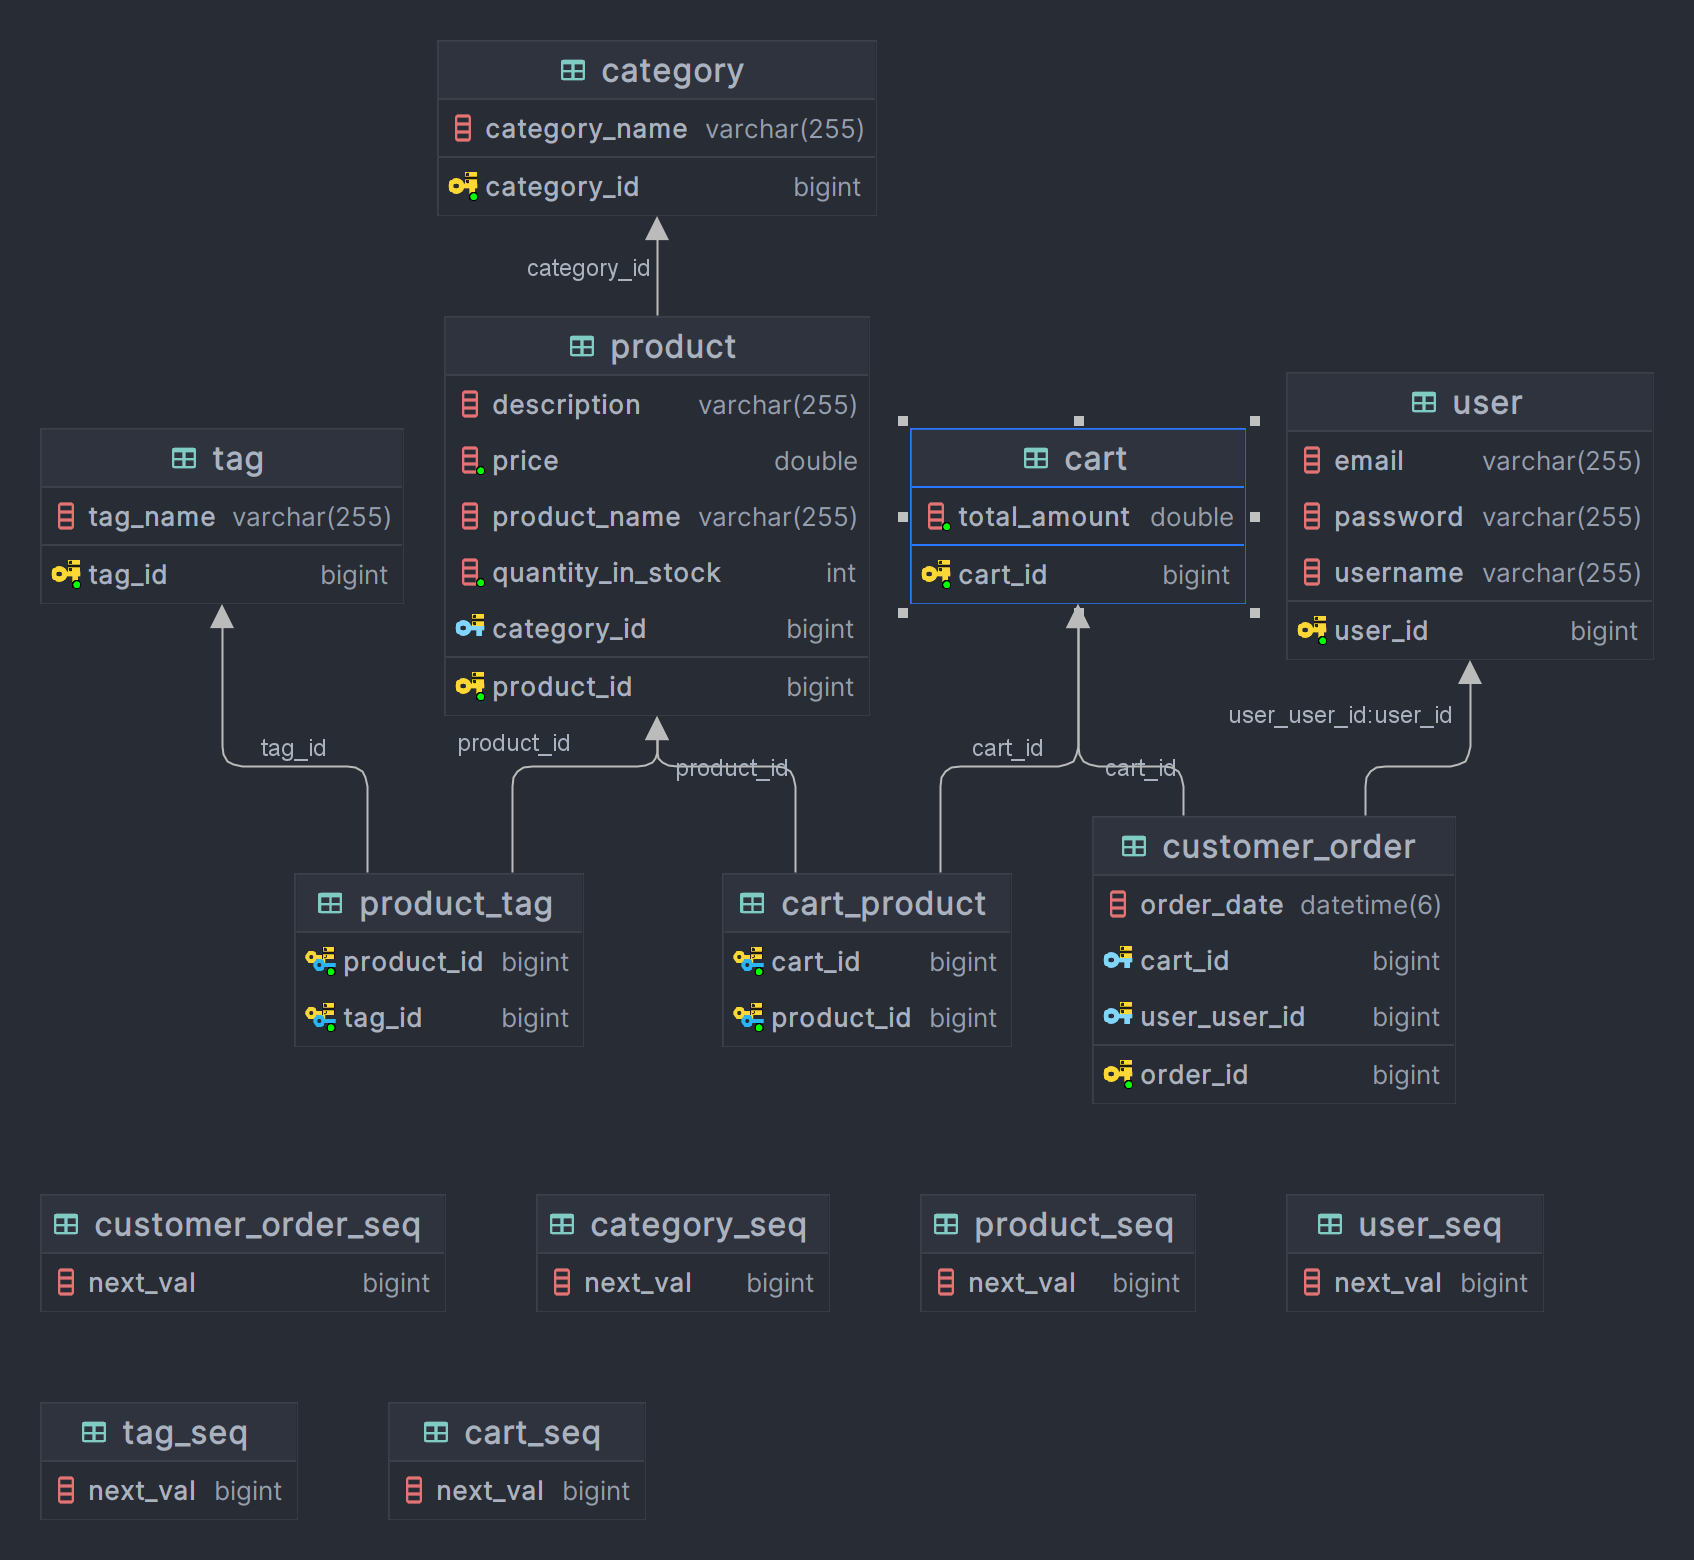 category
category_name varchar(255)
category_id bigint
category_id
product
description varchar(255)
price double
product_name varchar(255)
quantity_in_stock int
category_id bigint
product_id bigint
tag
tag_name varchar(255)
tag_id bigint
cart
total_amount double
cart_id bigint
user
email varchar(255)
password varchar(255)
username varchar(255)
user_id bigint
tag_id
product_id
product_id
cart_id
cart_id
user_user_id:user_id
product_tag
product_id bigint
tag_id bigint
cart_product
cart_id bigint
product_id bigint
customer_order
order_date datetime(6)
cart_id bigint
user_user_id bigint
order_id bigint
customer_order_seq
next_val bigint
category_seq
next_val bigint
product_seq
next_val bigint
user_seq
next_val bigint
tag_seq
next_val bigint
cart_seq
next_val bigint